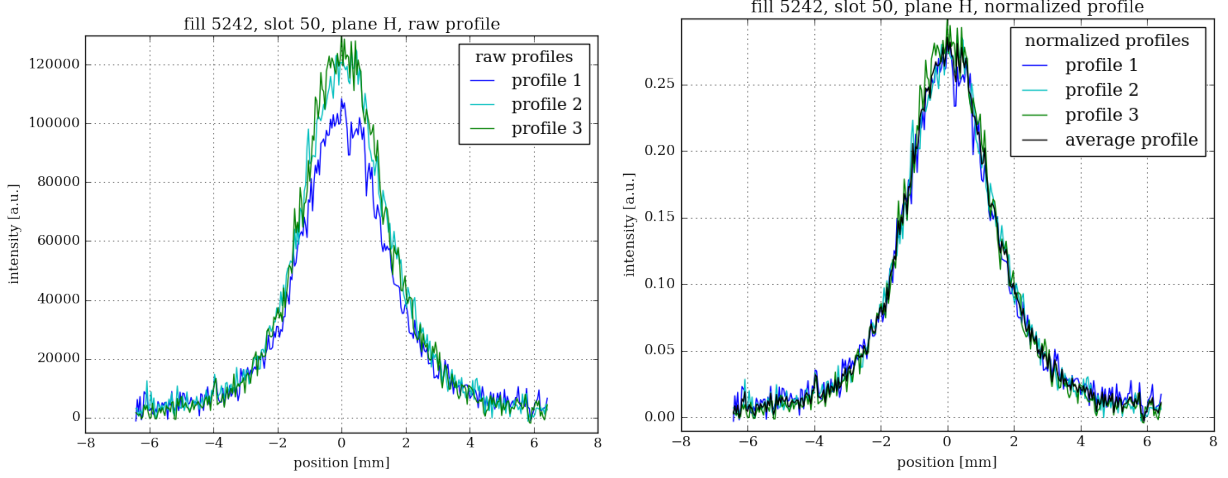 fill 5242, slot 50, plane H, raw profile
intensity [a.u.]
120000
100000
80000
60000
40000
20000
0
−8 −6 −4 −2 0 2 4 6 8
position [mm]
raw profiles
profile 1
profile 2
profile 3
fill 5242, slot 50, plane H, normalized profile
intensity [a.u.]
0.25
0.20
0.15
0.10
0.05
0.00
−8 −6 −4 −2 0 2 4 6 8
position [mm]
normalized profiles
profile 1
profile 2
profile 3
average profile